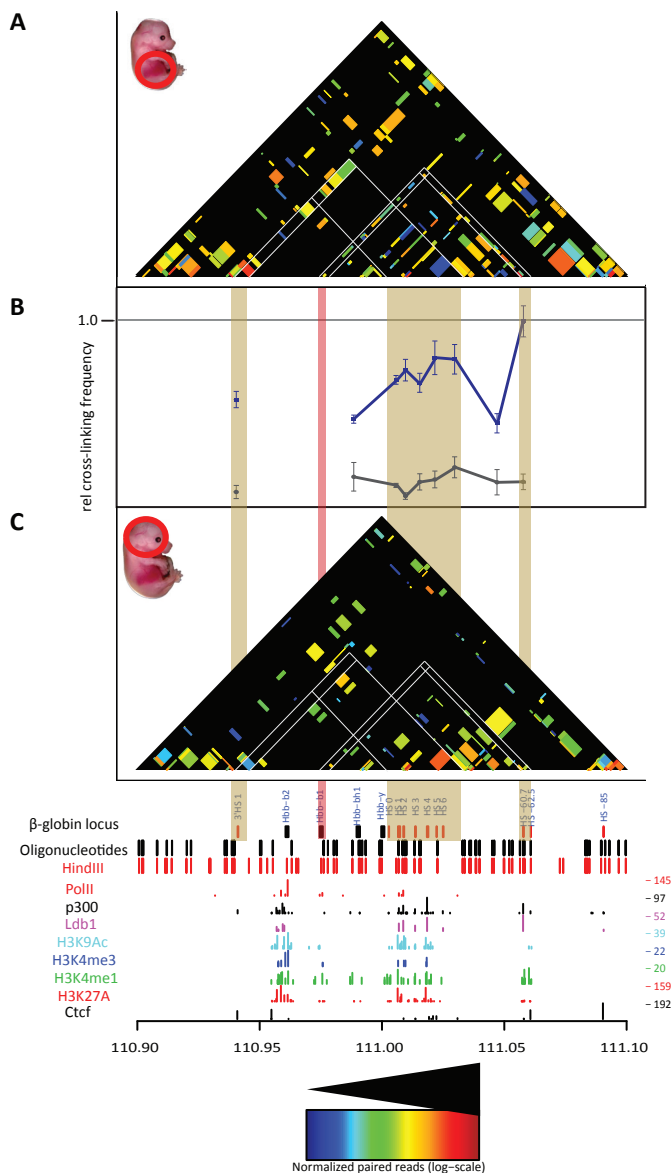 A
B
1.0
rel cross-linking frequency
C
3'HS 1
Hbb-b2
Hbb-b1
Hbb-bh1
Hbb-y
HS 0
HS 1
HS 2
HS 3
HS 4
HS 5
HS 6
HS -60.7
HS -62.5
HS -85
β-globin locus
Oligonucleotides
HindIII
PolII
- 145
p300
- 97
Ldb1
- 52
H3K9Ac
- 39
H3K4me3
- 22
H3K4me1
- 20
H3K27A
- 159
Ctcf
- 192
110.90 110.95 111.00 111.05 111.10
Normalized paired reads (log-scale)